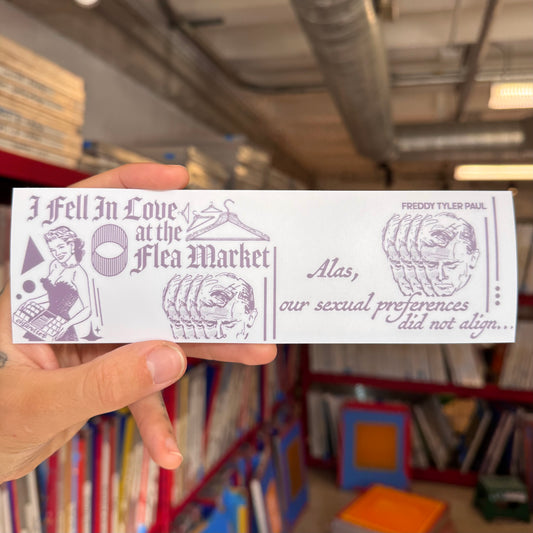 I Fell In Love
at the
Flea Market
FREDDY TYLER PAUL
Alas,
our sexual preferences
did not align...